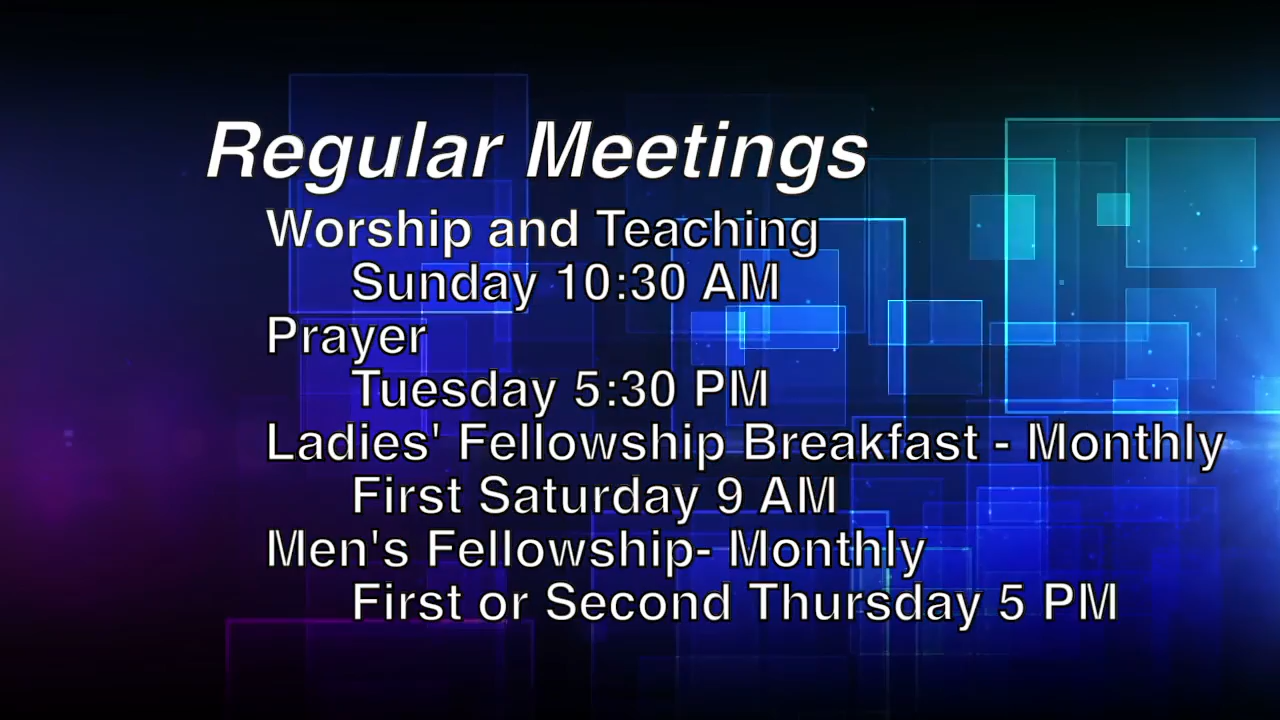 Regular Meetings
Worship and Teaching
Sunday 10:30 AM
Prayer
Tuesday 5:30 PM
Ladies' Fellowship Breakfast - Monthly
First Saturday 9 AM
Men's Fellowship- Monthly
First or Second Thursday 5 PM